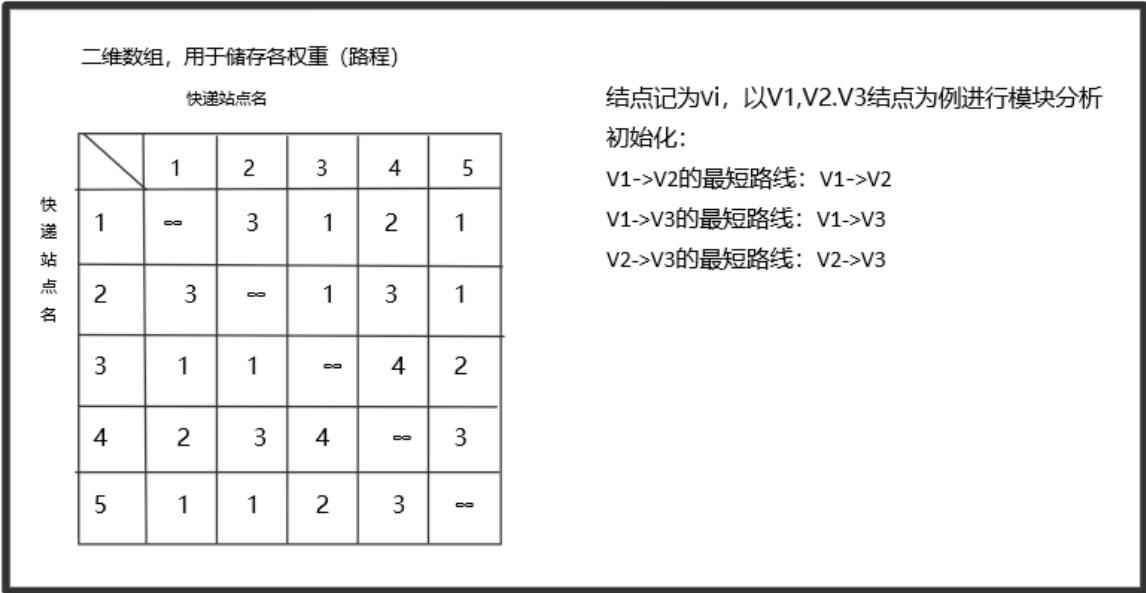 二维数组，用于储存各权重（路程）
快递站点名
快递站点名
1 2 3 4 5
1 ∞ 3 1 2 1
2 3 ∞ 1 3 1
3 1 1 ∞ 4 2
4 2 3 4 ∞ 3
5 1 1 2 3 ∞
结点记为vi，以V1,V2.V3结点为例进行模块分析
初始化：
V1->V2的最短路线：V1->V2
V1->V3的最短路线：V1->V3
V2->V3的最短路线：V2->V3